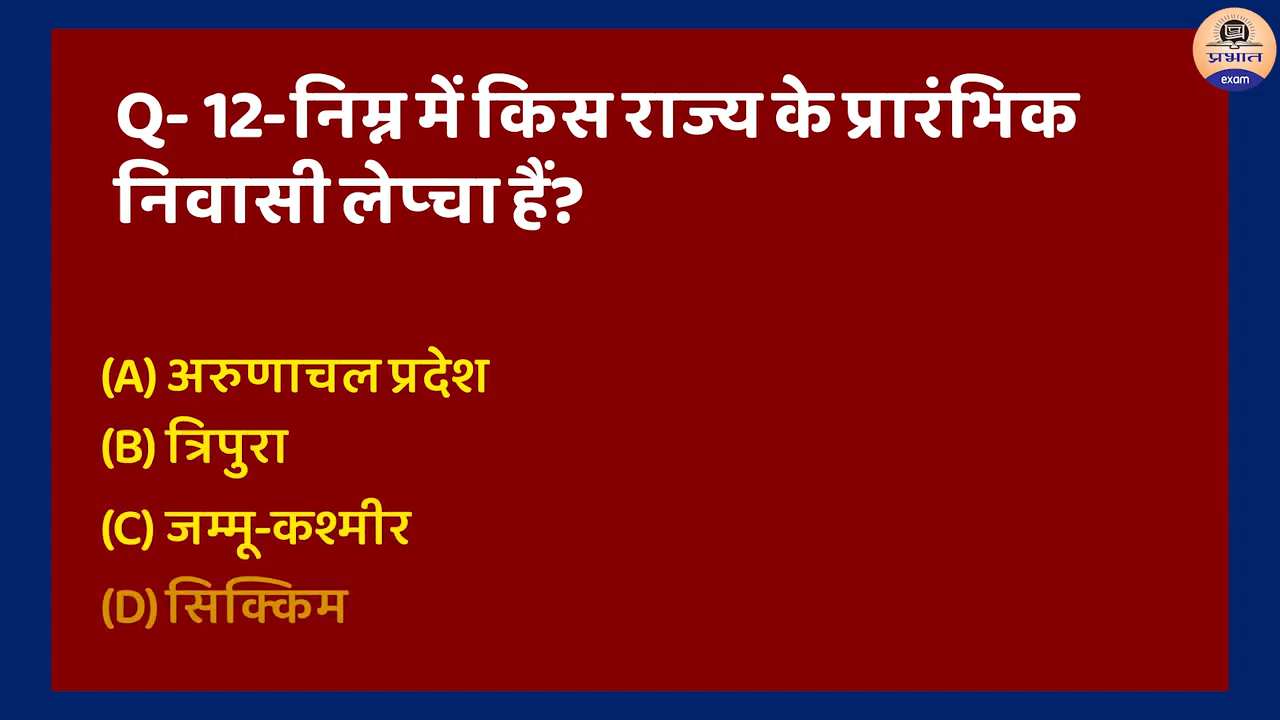 प्रभात
exam
Q- 12-निम्न में किस राज्य के प्रारंभिक
निवासी लेप्चा हैं?
(A) अरुणाचल प्रदेश
(B) त्रिपुरा
(C) जम्मू-कश्मीर
(D) सिक्किम